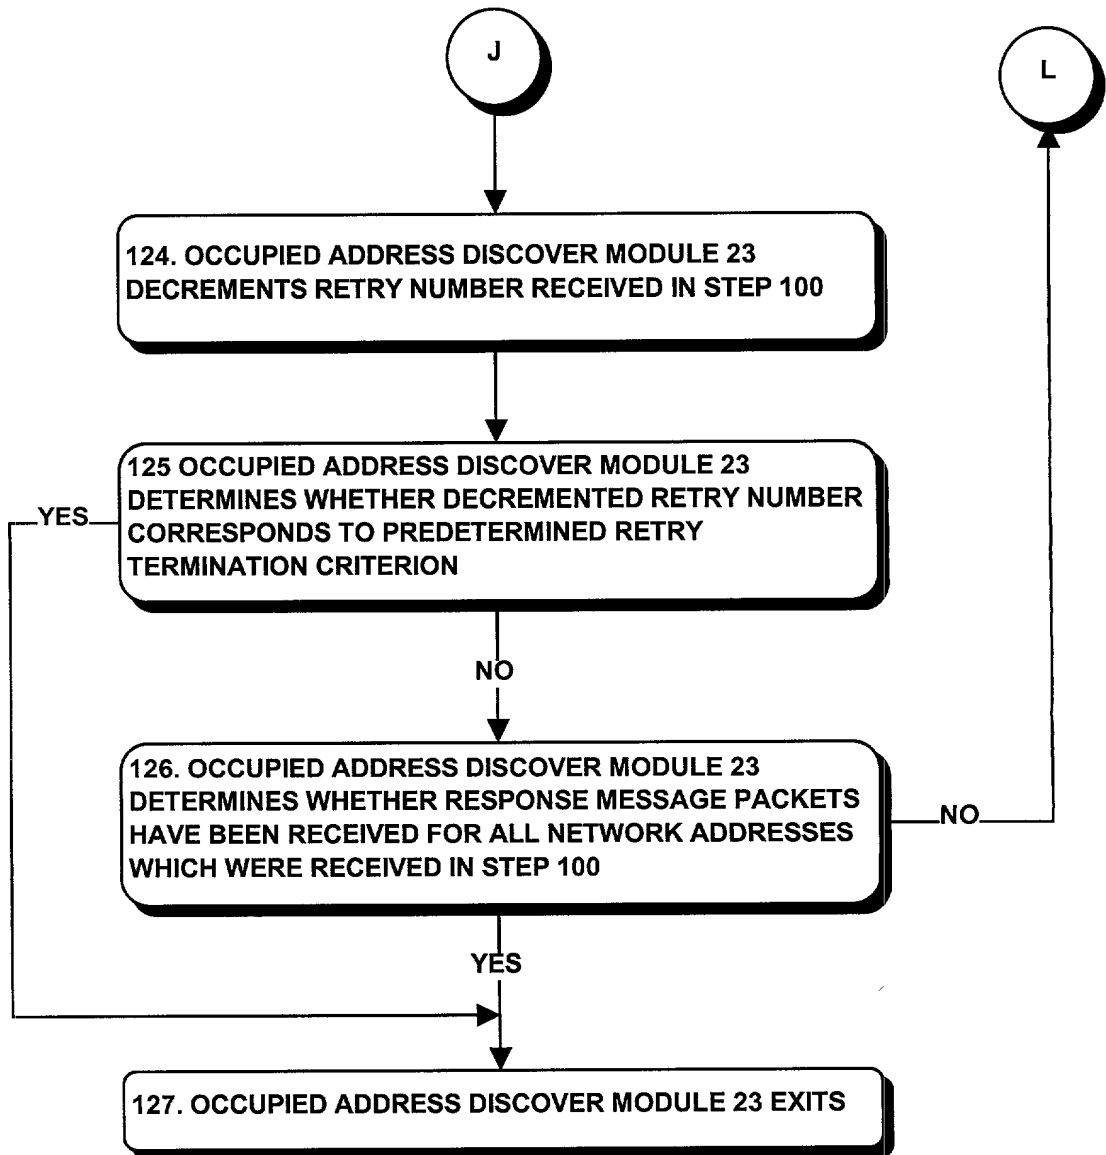 J
L
124. OCCUPIED ADDRESS DISCOVER MODULE 23
DECREMENTS RETRY NUMBER RECEIVED IN STEP 100
125 OCCUPIED ADDRESS DISCOVER MODULE 23
DETERMINES WHETHER DECREMENTED RETRY NUMBER
CORRESPONDS TO PREDETERMINED RETRY
TERMINATION CRITERION
YES
NO
126. OCCUPIED ADDRESS DISCOVER MODULE 23
DETERMINES WHETHER RESPONSE MESSAGE PACKETS
HAVE BEEN RECEIVED FOR ALL NETWORK ADDRESSES
WHICH WERE RECEIVED IN STEP 100
NO
YES
127. OCCUPIED ADDRESS DISCOVER MODULE 23 EXITS